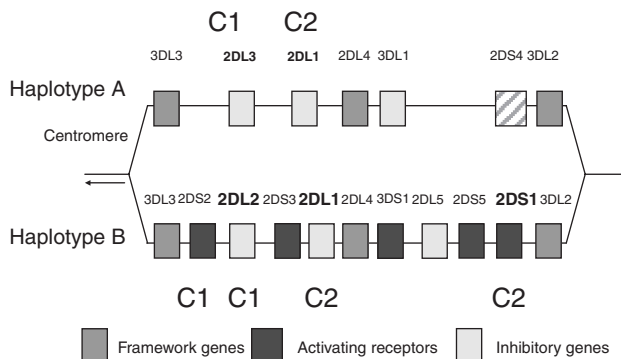 C1 C2
3DL3 2DL3 2DL1 2DL4 3DL1 2DS4 3DL2
Haplotype A
Centromere
3DL3 2DS2 2DL2 2DS3 2DL1 2DL4 3DS1 2DL5 2DS5 2DS1 3DL2
Haplotype B
C1 C1 C2 C2
Framework genes Activating receptors Inhibitory genes